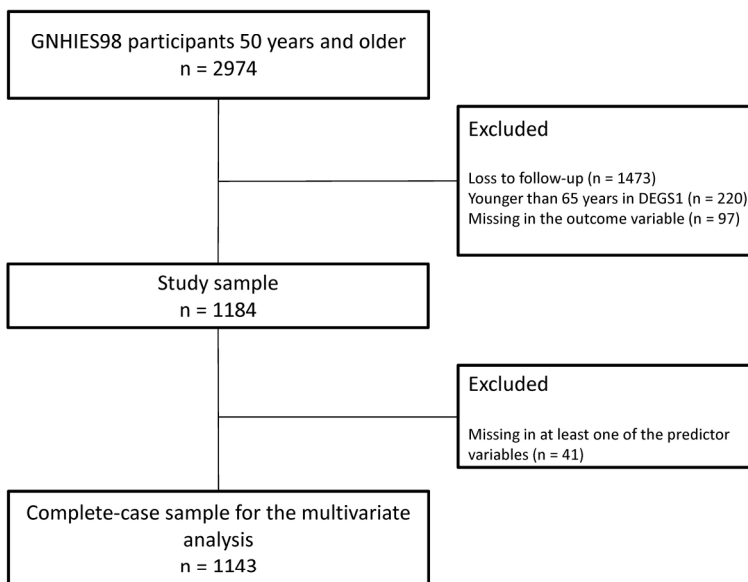 GNHIES98 participants 50 years and older
n = 2974
Excluded
Loss to follow-up (n = 1473)
Younger than 65 years in DEGS1 (n = 220)
Missing in the outcome variable (n = 97)
Study sample
n = 1184
Excluded
Missing in at least one of the predictor
variables (n = 41)
Complete-case sample for the multivariate
analysis
n = 1143